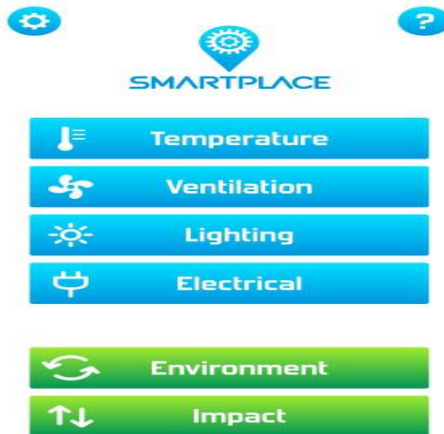 ?
SMARTPLACE
Temperature
Ventilation
Lighting
Electrical
Environment
Impact